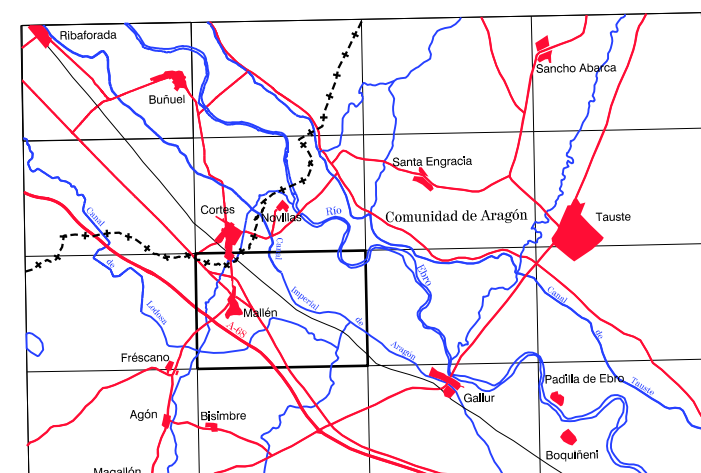 Ribaforada
Sancho Abarca
Buñuel
Santa Engracia
Cortes
Novillas
Río
Comunidad de Aragón
Tauste
Canal
de
Lodosa
Canal
Imperial
de
Aragón
Ebro
Canal
de
Tauste
Mallén
A-68
Fréscano
Gallur
Padilla de Ebro
Agón
Bisimbre
Boquiñeni
Magallón